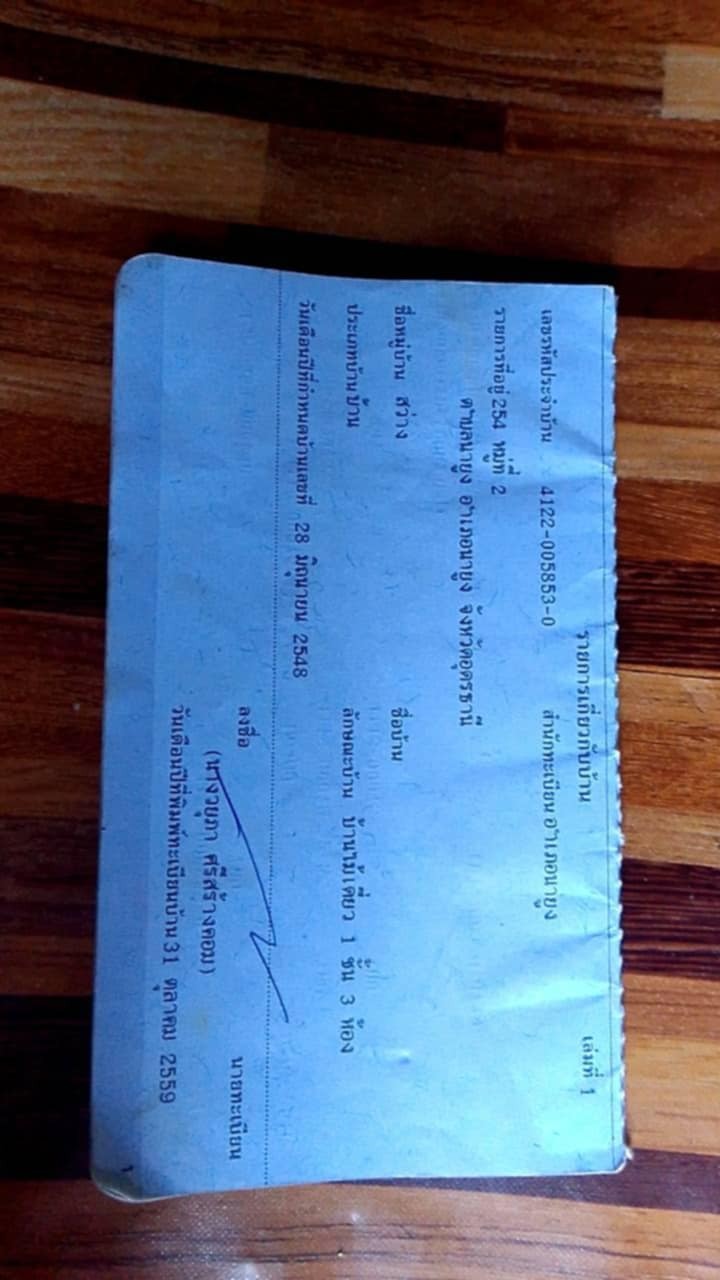 รายการเกี่ยวกับบ้าน เล่มที่ 1
เลขรหัสประจำบ้าน 4122-005853-0 สำนักทะเบียน อำเภอนายูง
รายการที่อยู่ 254 หมู่ที่ 2
ตำบลนายูง อำเภอนายูง จังหวัดอุดรธานี
ชื่อหมู่บ้าน สว่าง ชื่อบ้าน
ประเภทบ้าน บ้าน ลักษณะบ้าน บ้านไม้เดี่ยว 1 ชั้น 3 ห้อง
วันเดือนปีที่กำหนดบ้านเลขที่ 28 มิถุนายน 2548
ลงชื่อ นายทะเบียน
(นางวยุภา ศรีสร้างคอม)
วันเดือนปีที่พิมพ์ทะเบียนบ้าน 31 ตุลาคม 2559
1